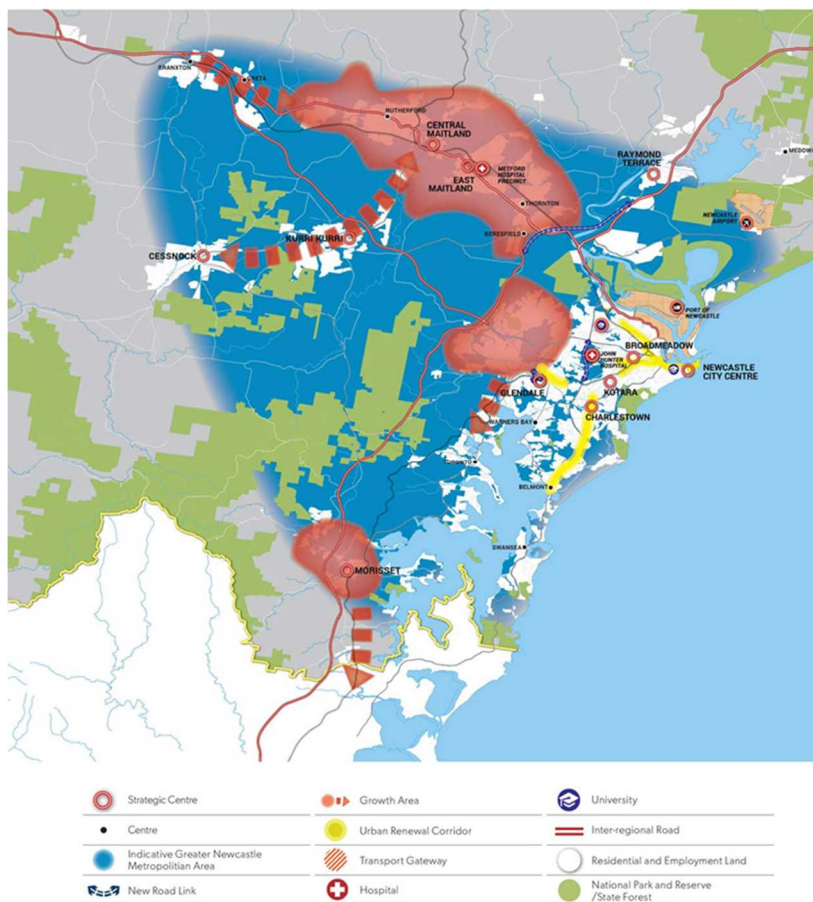 BRANXTON
GRETA
RUTHERFORD
CENTRAL
MAITLAND
METFORD
HOSPITAL
PRECINCT
EAST
MAITLAND
RAYMOND
TERRACE
THORNTON
NEWCASTLE
AIRPORT
BERESFIELD
KURRI KURRI
CESSNOCK
PORT OF
NEWCASTLE
BROADMEADOW
JOHN
HUNTER
HOSPITAL
NEWCASTLE
CITY CENTRE
GLENDALE
KOTARA
CHARLESTOWN
WARNERS BAY
TORONTO
BELMONT
SWANSEA
MORISSET
Strategic Centre
Growth Area
University
Centre
Urban Renewal Corridor
Inter-regional Road
Indicative Greater Newcastle
Metropolitian Area
Transport Gateway
Residential and Employment Land
New Road Link
Hospital
National Park and Reserve
/State Forest